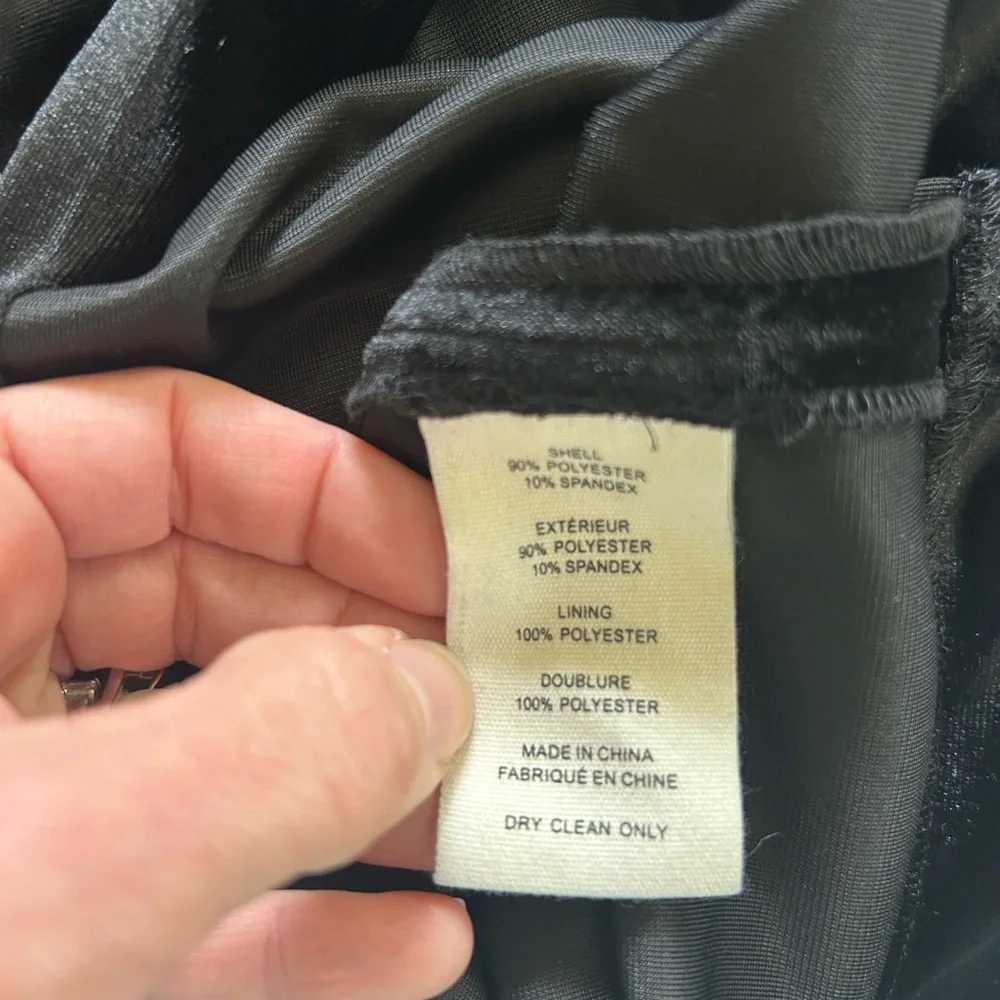 SHELL
90% POLYESTER
10% SPANDEX
EXTÉRIEUR
90% POLYESTER
10% SPANDEX
LINING
100% POLYESTER
DOUBLURE
100% POLYESTER
MADE IN CHINA
FABRIQUÉ EN CHINE
DRY CLEAN ONLY